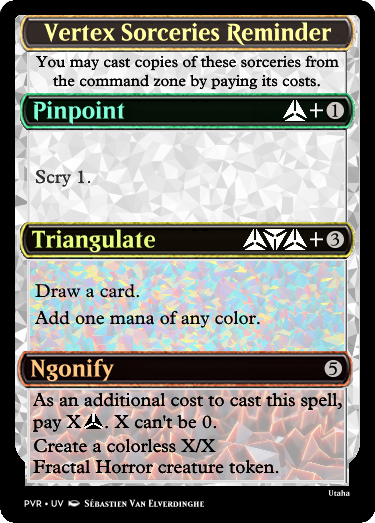 Vertex Sorceries Reminder
You may cast copies of these sorceries from
the command zone by paying its costs.
Pinpoint +1
Scry 1.
Triangulate +3
Draw a card.
Add one mana of any color.
Ngonify 5
As an additional cost to cast this spell,
pay X. X can't be 0.
Create a colorless X/X
Fractal Horror creature token.
Utaha
PVR • UV Sébastien Van Elverdinghe